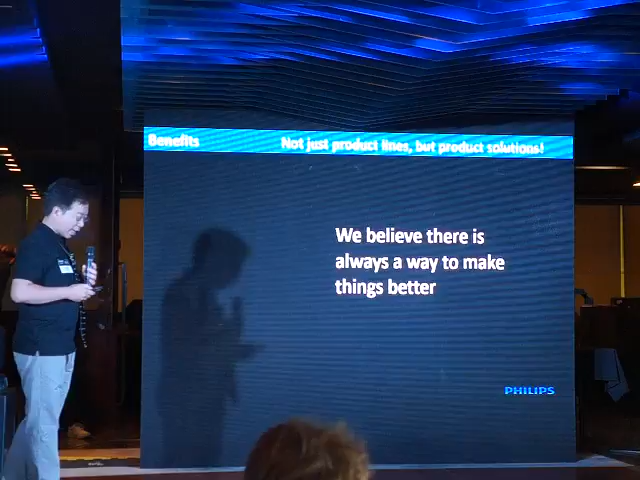 Benefits
Not just product lines, but product solutions!
We believe there is
always a way to make
things better
PHILIPS